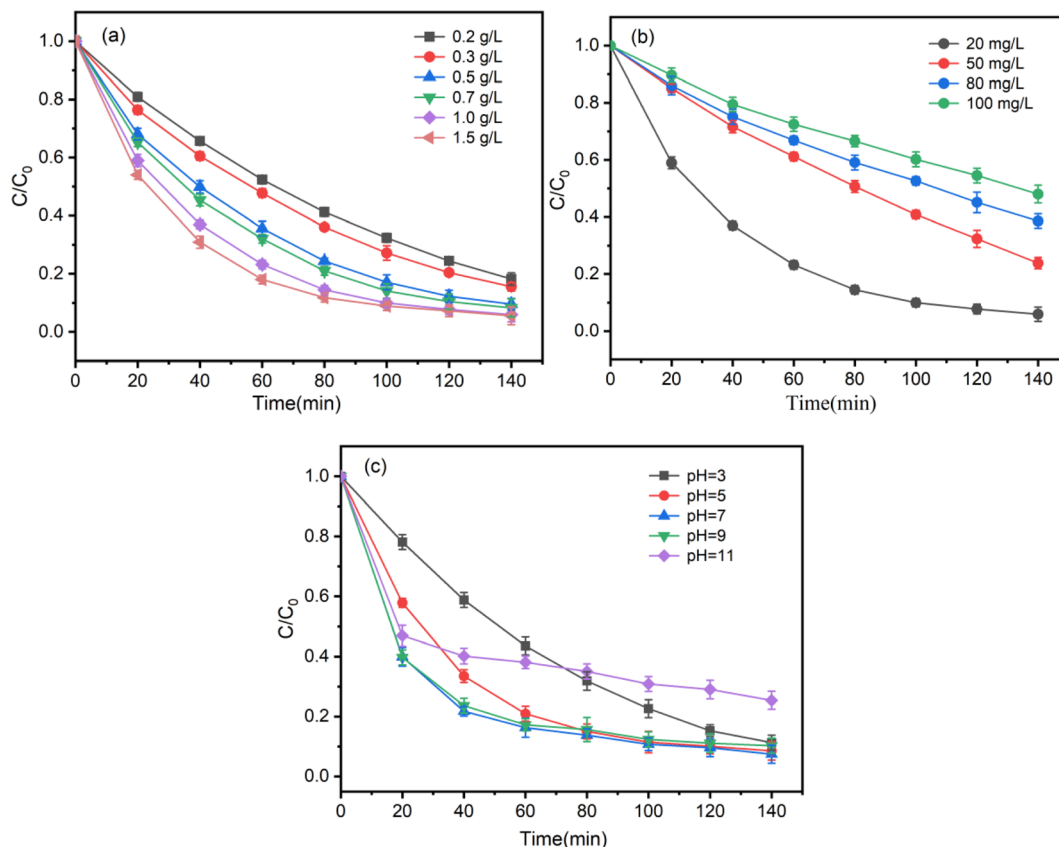 (a)
0.2 g/L
0.3 g/L
0.5 g/L
0.7 g/L
1.0 g/L
1.5 g/L
1.0
0.8
0.6
0.4
0.2
0.0
C/C₀
0 20 40 60 80 100 120 140
Time(min)
(b)
20 mg/L
50 mg/L
80 mg/L
100 mg/L
1.0
0.8
0.6
0.4
0.2
0.0
C/C₀
0 20 40 60 80 100 120 140
Time(min)
(c)
pH=3
pH=5
pH=7
pH=9
pH=11
1.0
0.8
0.6
0.4
0.2
0.0
C/C₀
0 20 40 60 80 100 120 140
Time(min)